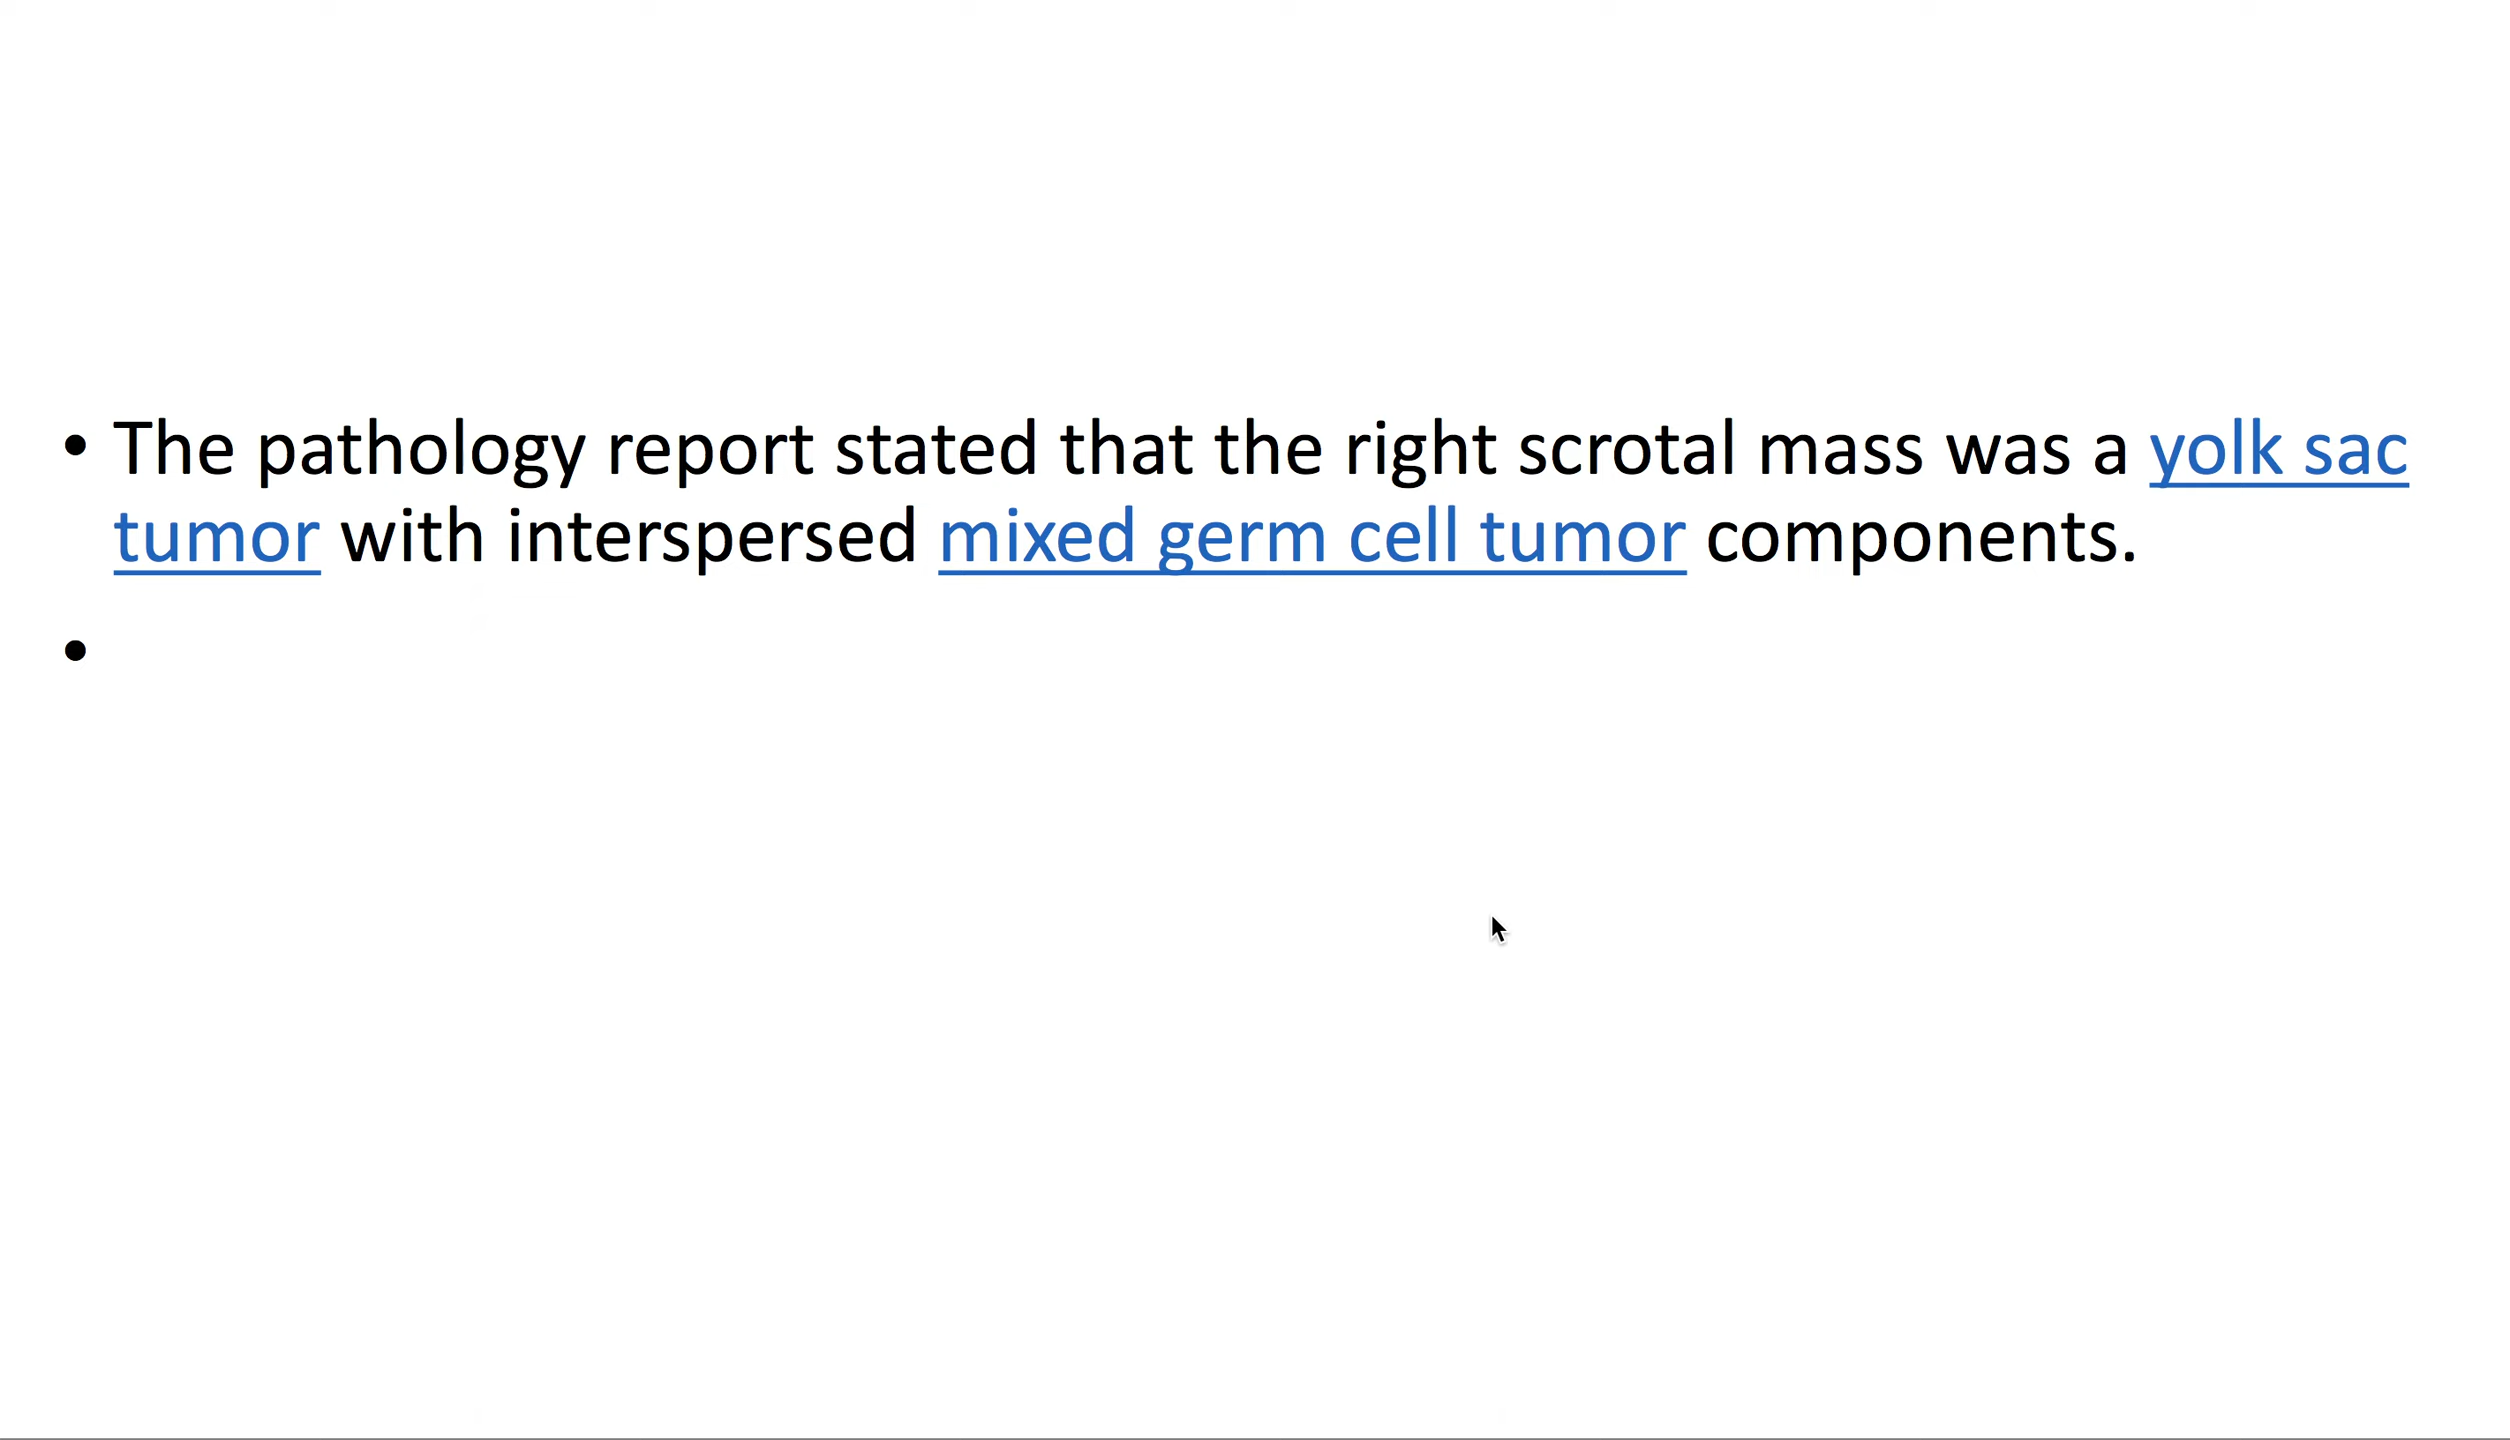 • The pathology report stated that the right scrotal mass was a yolk sac
tumor with interspersed mixed germ cell tumor components.
•